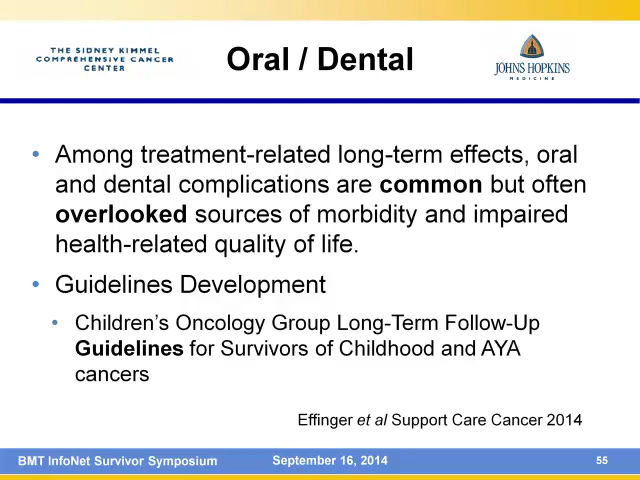 THE SIDNEY KIMMEL
COMPREHENSIVE CANCER
CENTER
Oral / Dental
JOHNS HOPKINS
MEDICINE
• Among treatment-related long-term effects, oral
and dental complications are common but often
overlooked sources of morbidity and impaired
health-related quality of life.
• Guidelines Development
• Children’s Oncology Group Long-Term Follow-Up
Guidelines for Survivors of Childhood and AYA
cancers
Effinger et al Support Care Cancer 2014
BMT InfoNet Survivor Symposium September 16, 2014 55